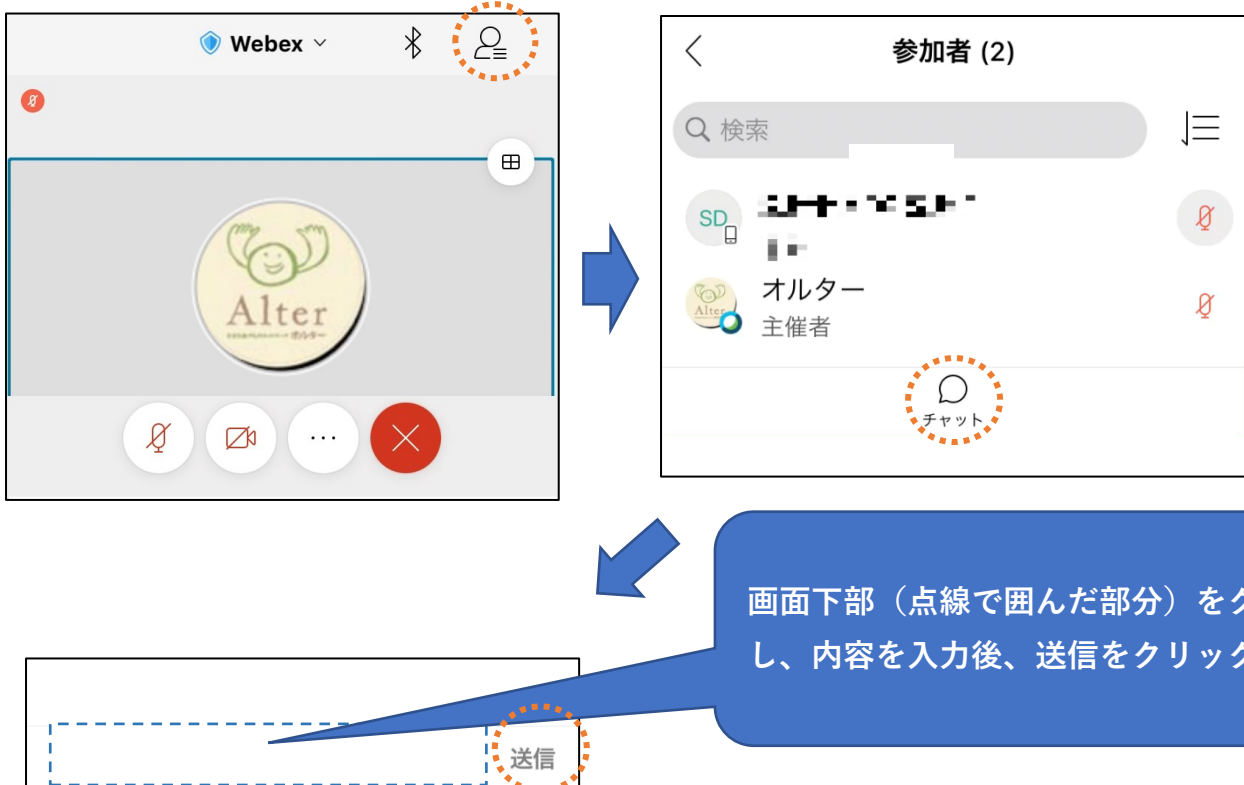 Webex
参加者 (2)
検索
SD
オルター
主催者
Alter
オルター
Alter
チャット
画面下部（点線で囲んだ部分）をク
し、内容を入力後、送信をクリック
送信